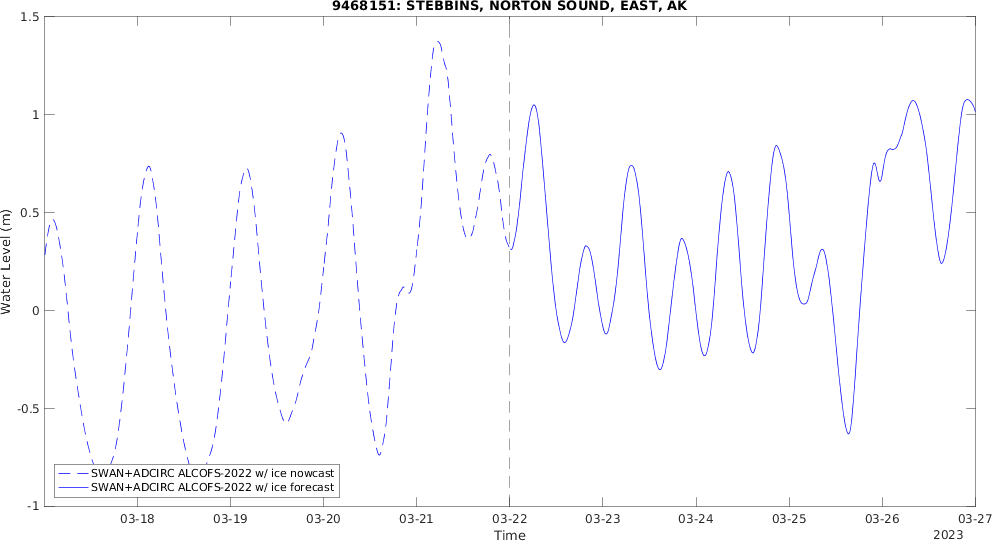 9468151: STEBBINS, NORTON SOUND, EAST, AK
1.5
1
0.5
0
-0.5
-1
Water Level (m)
SWAN+ADCIRC ALCOFS-2022 w/ ice nowcast
SWAN+ADCIRC ALCOFS-2022 w/ ice forecast
03-18 03-19 03-20 03-21 03-22 03-23 03-24 03-25 03-26 03-27
Time
2023